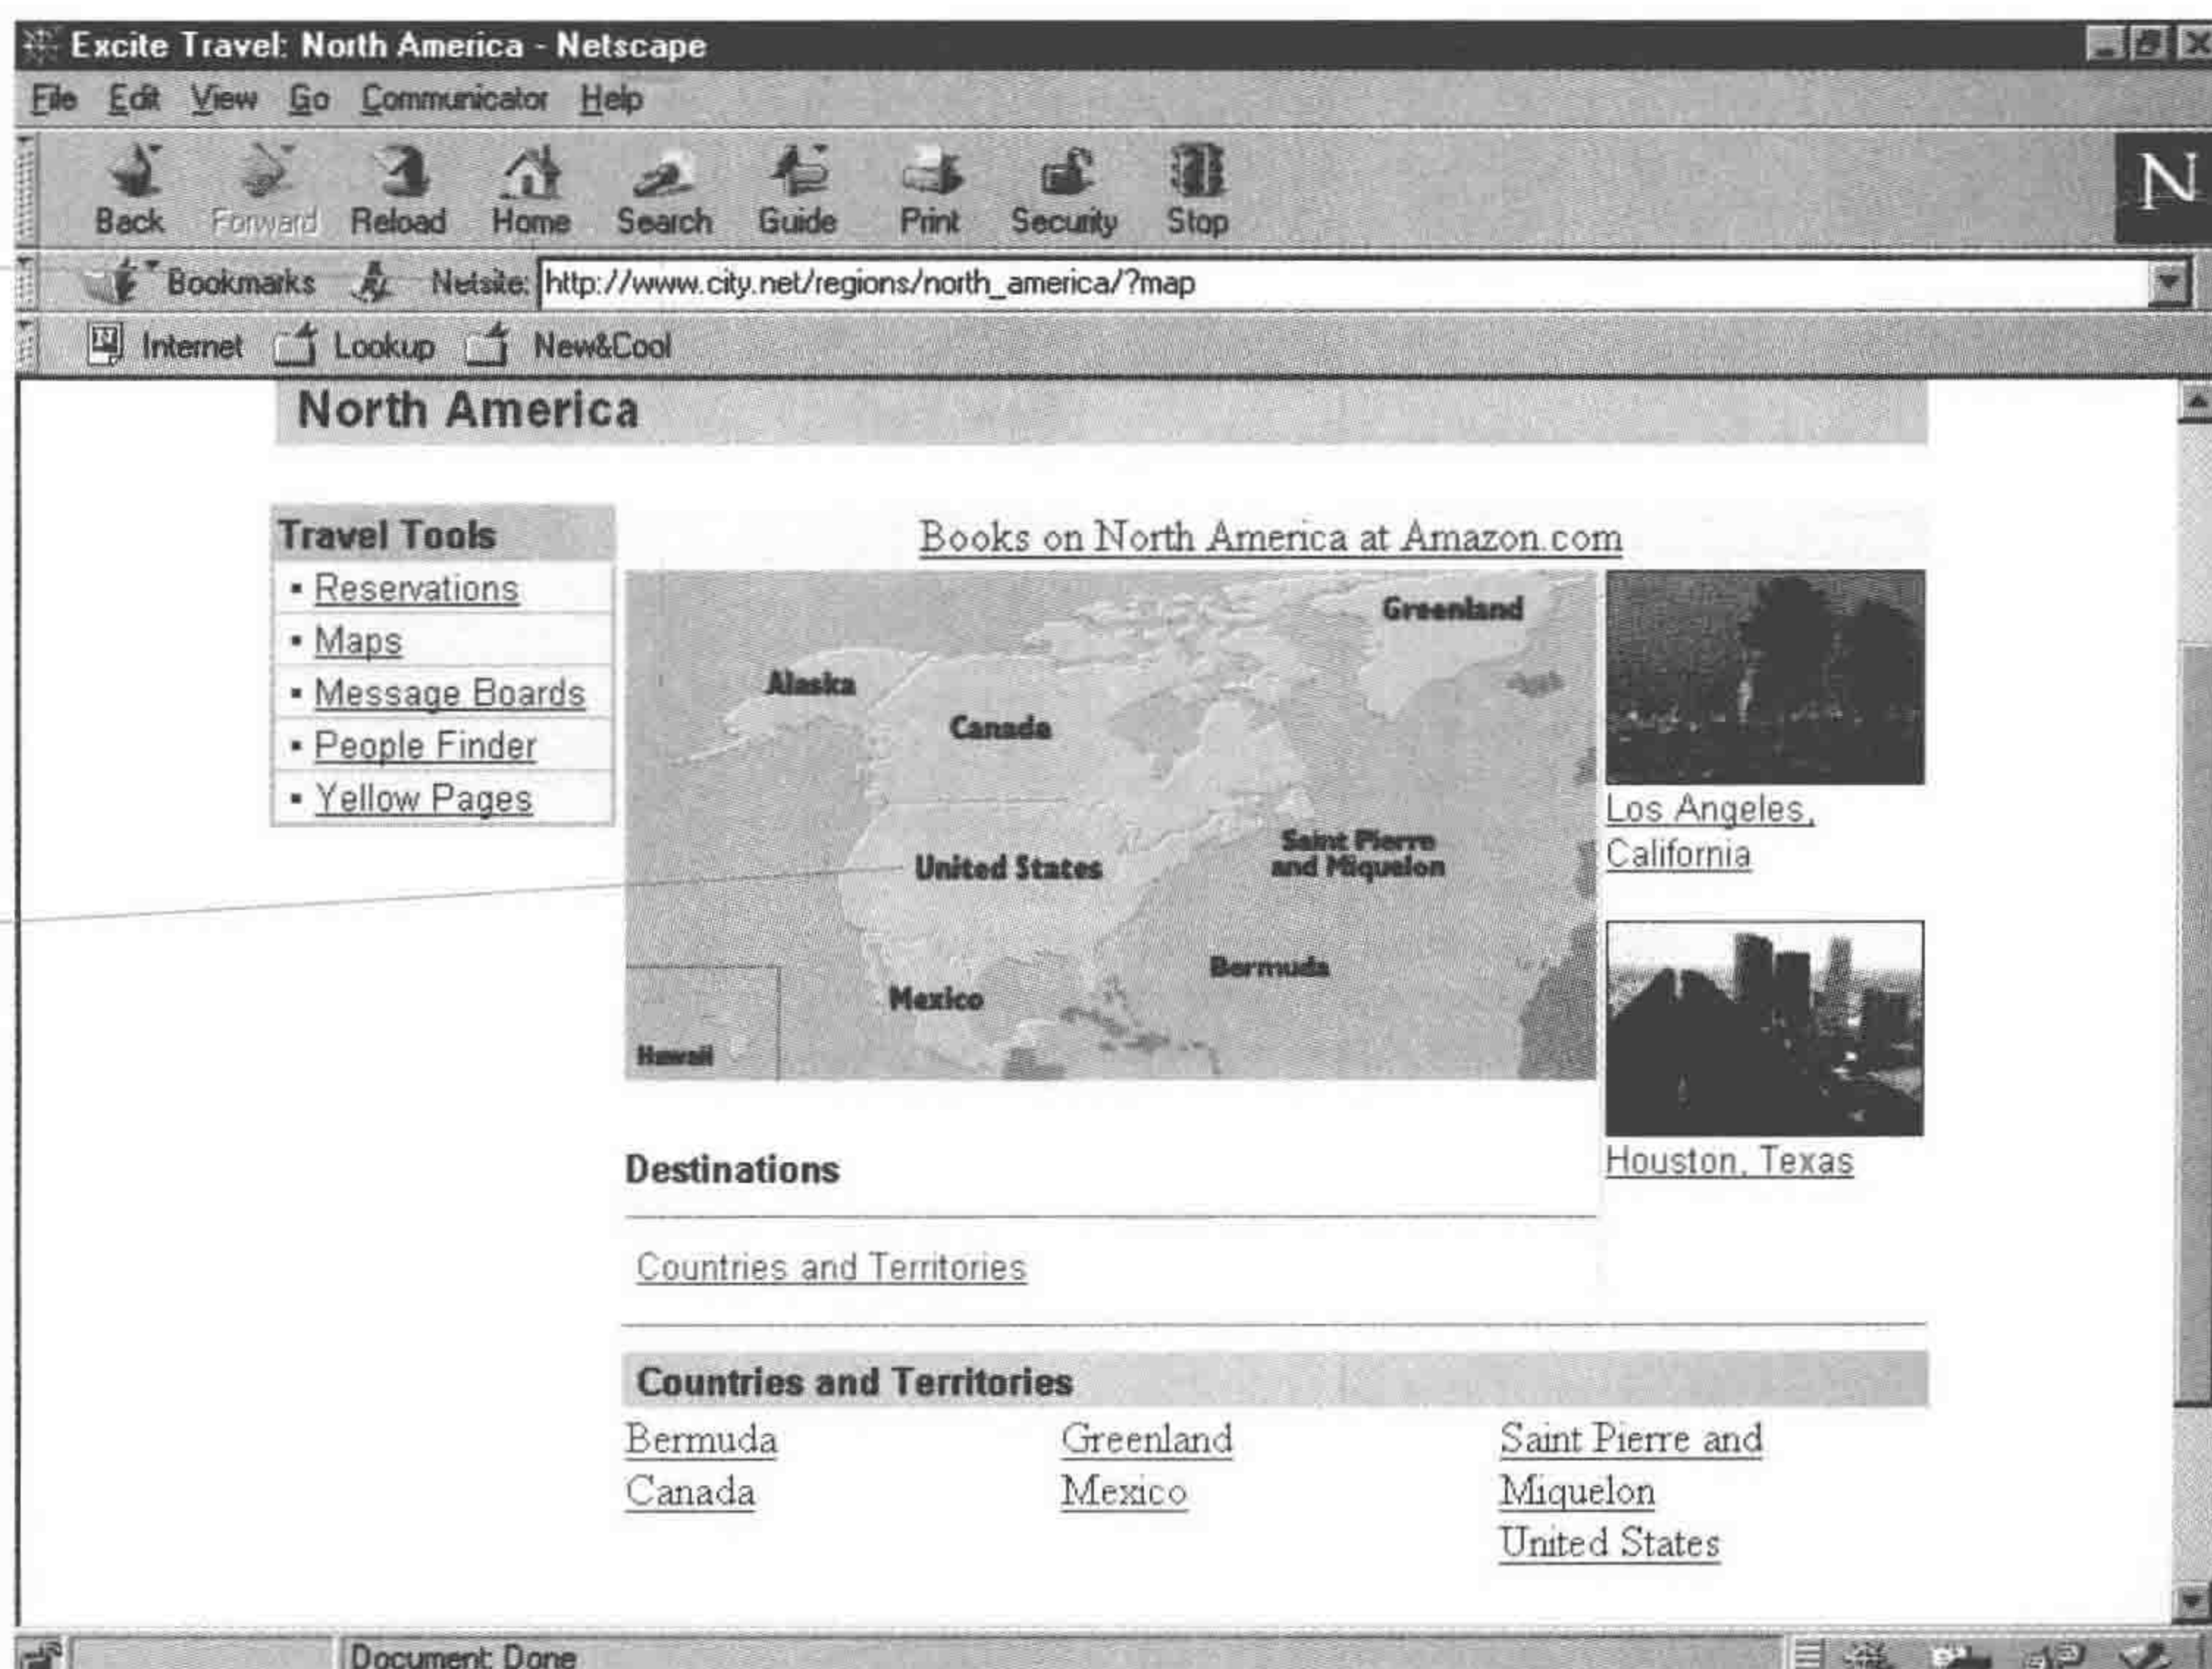 Excite Travel: North America - Netscape
File Edit View Go Communicator Help
Back Forward Reload Home Search Guide Print Security Stop
N
Bookmarks Netsite: http://www.city.net/regions/north_america/?map
Internet Lookup New&Cool
North America
Travel Tools
Reservations
Maps
Message Boards
People Finder
Yellow Pages
Books on North America at Amazon.com
Greenland
Alaska
Canada
Saint Pierre
and Miquelon
United States
Bermuda
Mexico
Hawaii
Los Angeles,
California
Houston, Texas
Destinations
Countries and Territories
Countries and Territories
Bermuda Greenland Saint Pierre and
Canada Mexico Miquelon
United States
Document: Done